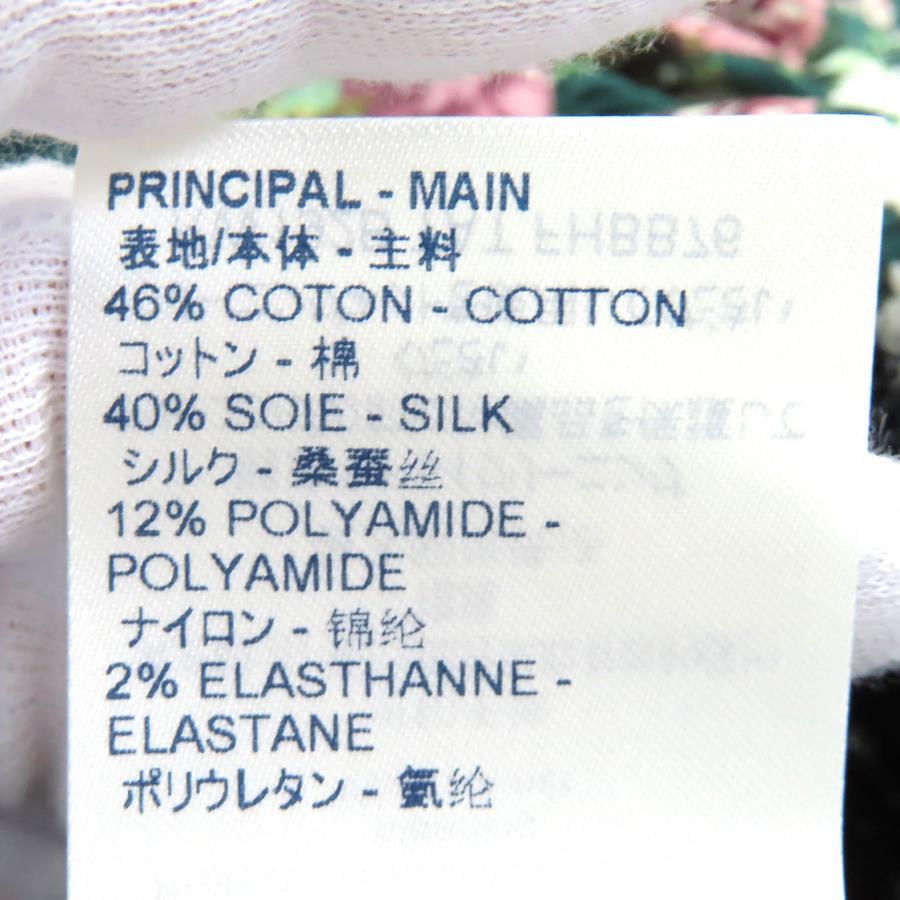 PRINCIPAL - MAIN
表地/本体 - 主料
46% COTON - COTTON
コットン - 棉
40% SOIE - SILK
シルク - 桑蚕丝
12% POLYAMIDE -
POLYAMIDE
ナイロン - 锦纶
2% ELASTHANNE -
ELASTANE
ポリウレタン - 氨纶